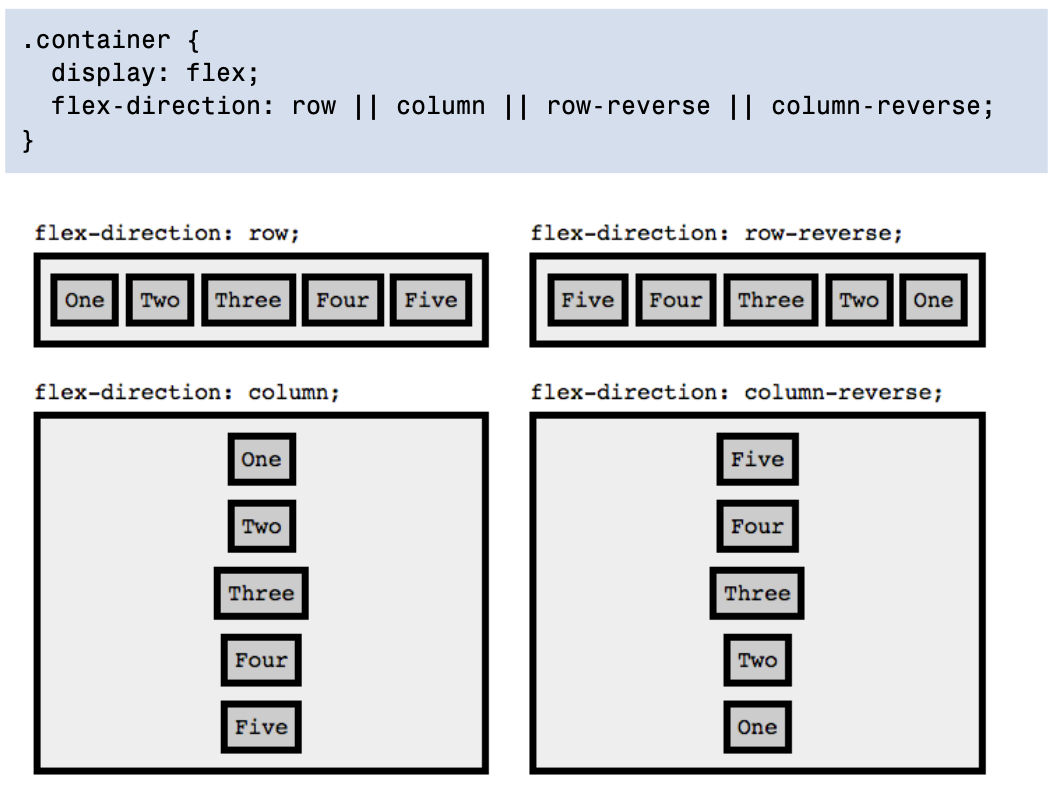 .container {
  display: flex;
  flex-direction: row || column || row-reverse || column-reverse;
}
flex-direction: row;
One Two Three Four Five
flex-direction: row-reverse;
Five Four Three Two One
flex-direction: column;
One
Two
Three
Four
Five
flex-direction: column-reverse;
Five
Four
Three
Two
One